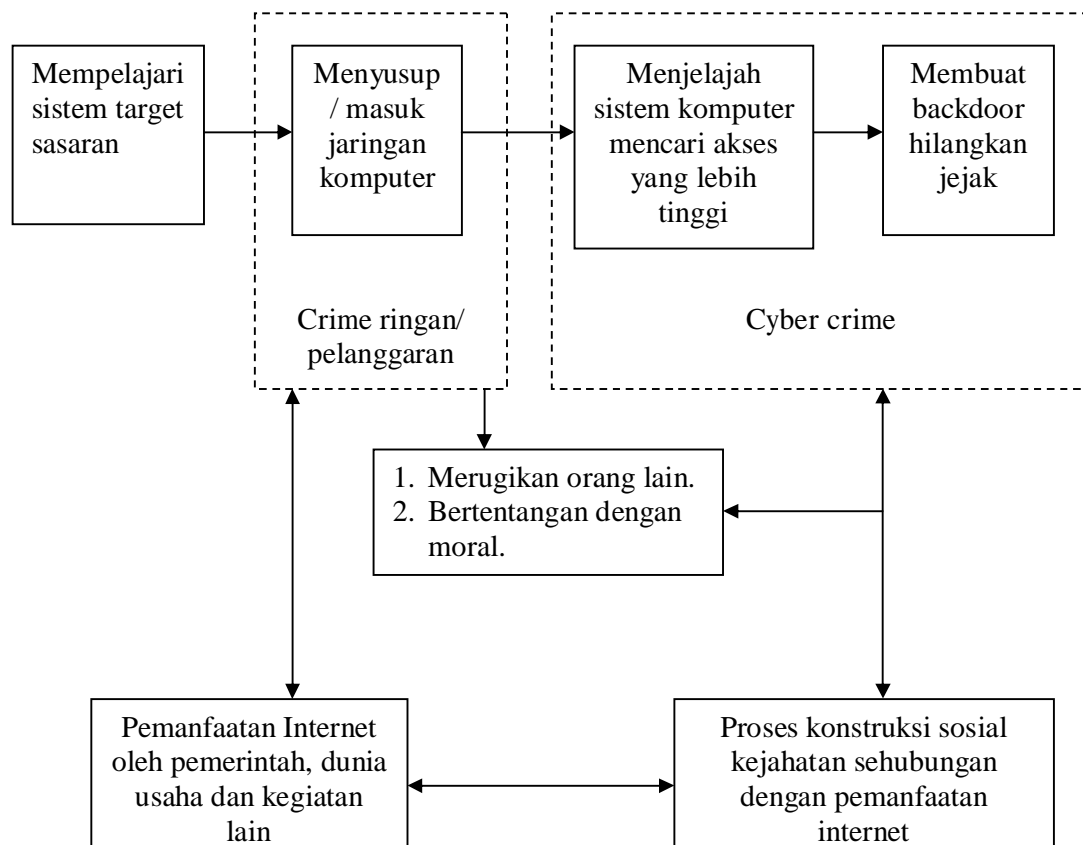 Mempelajari
sistem target
sasaran
Menyusup
/ masuk
jaringan
komputer
Menjelajah
sistem komputer
mencari akses
yang lebih
tinggi
Membuat
backdoor
hilangkan
jejak
Crime ringan/
pelanggaran
Cyber crime
1. Merugikan orang lain.
2. Bertentangan dengan
moral.
Pemanfaatan Internet
oleh pemerintah, dunia
usaha dan kegiatan
lain
Proses konstruksi sosial
kejahatan sehubungan
dengan pemanfaatan
internet